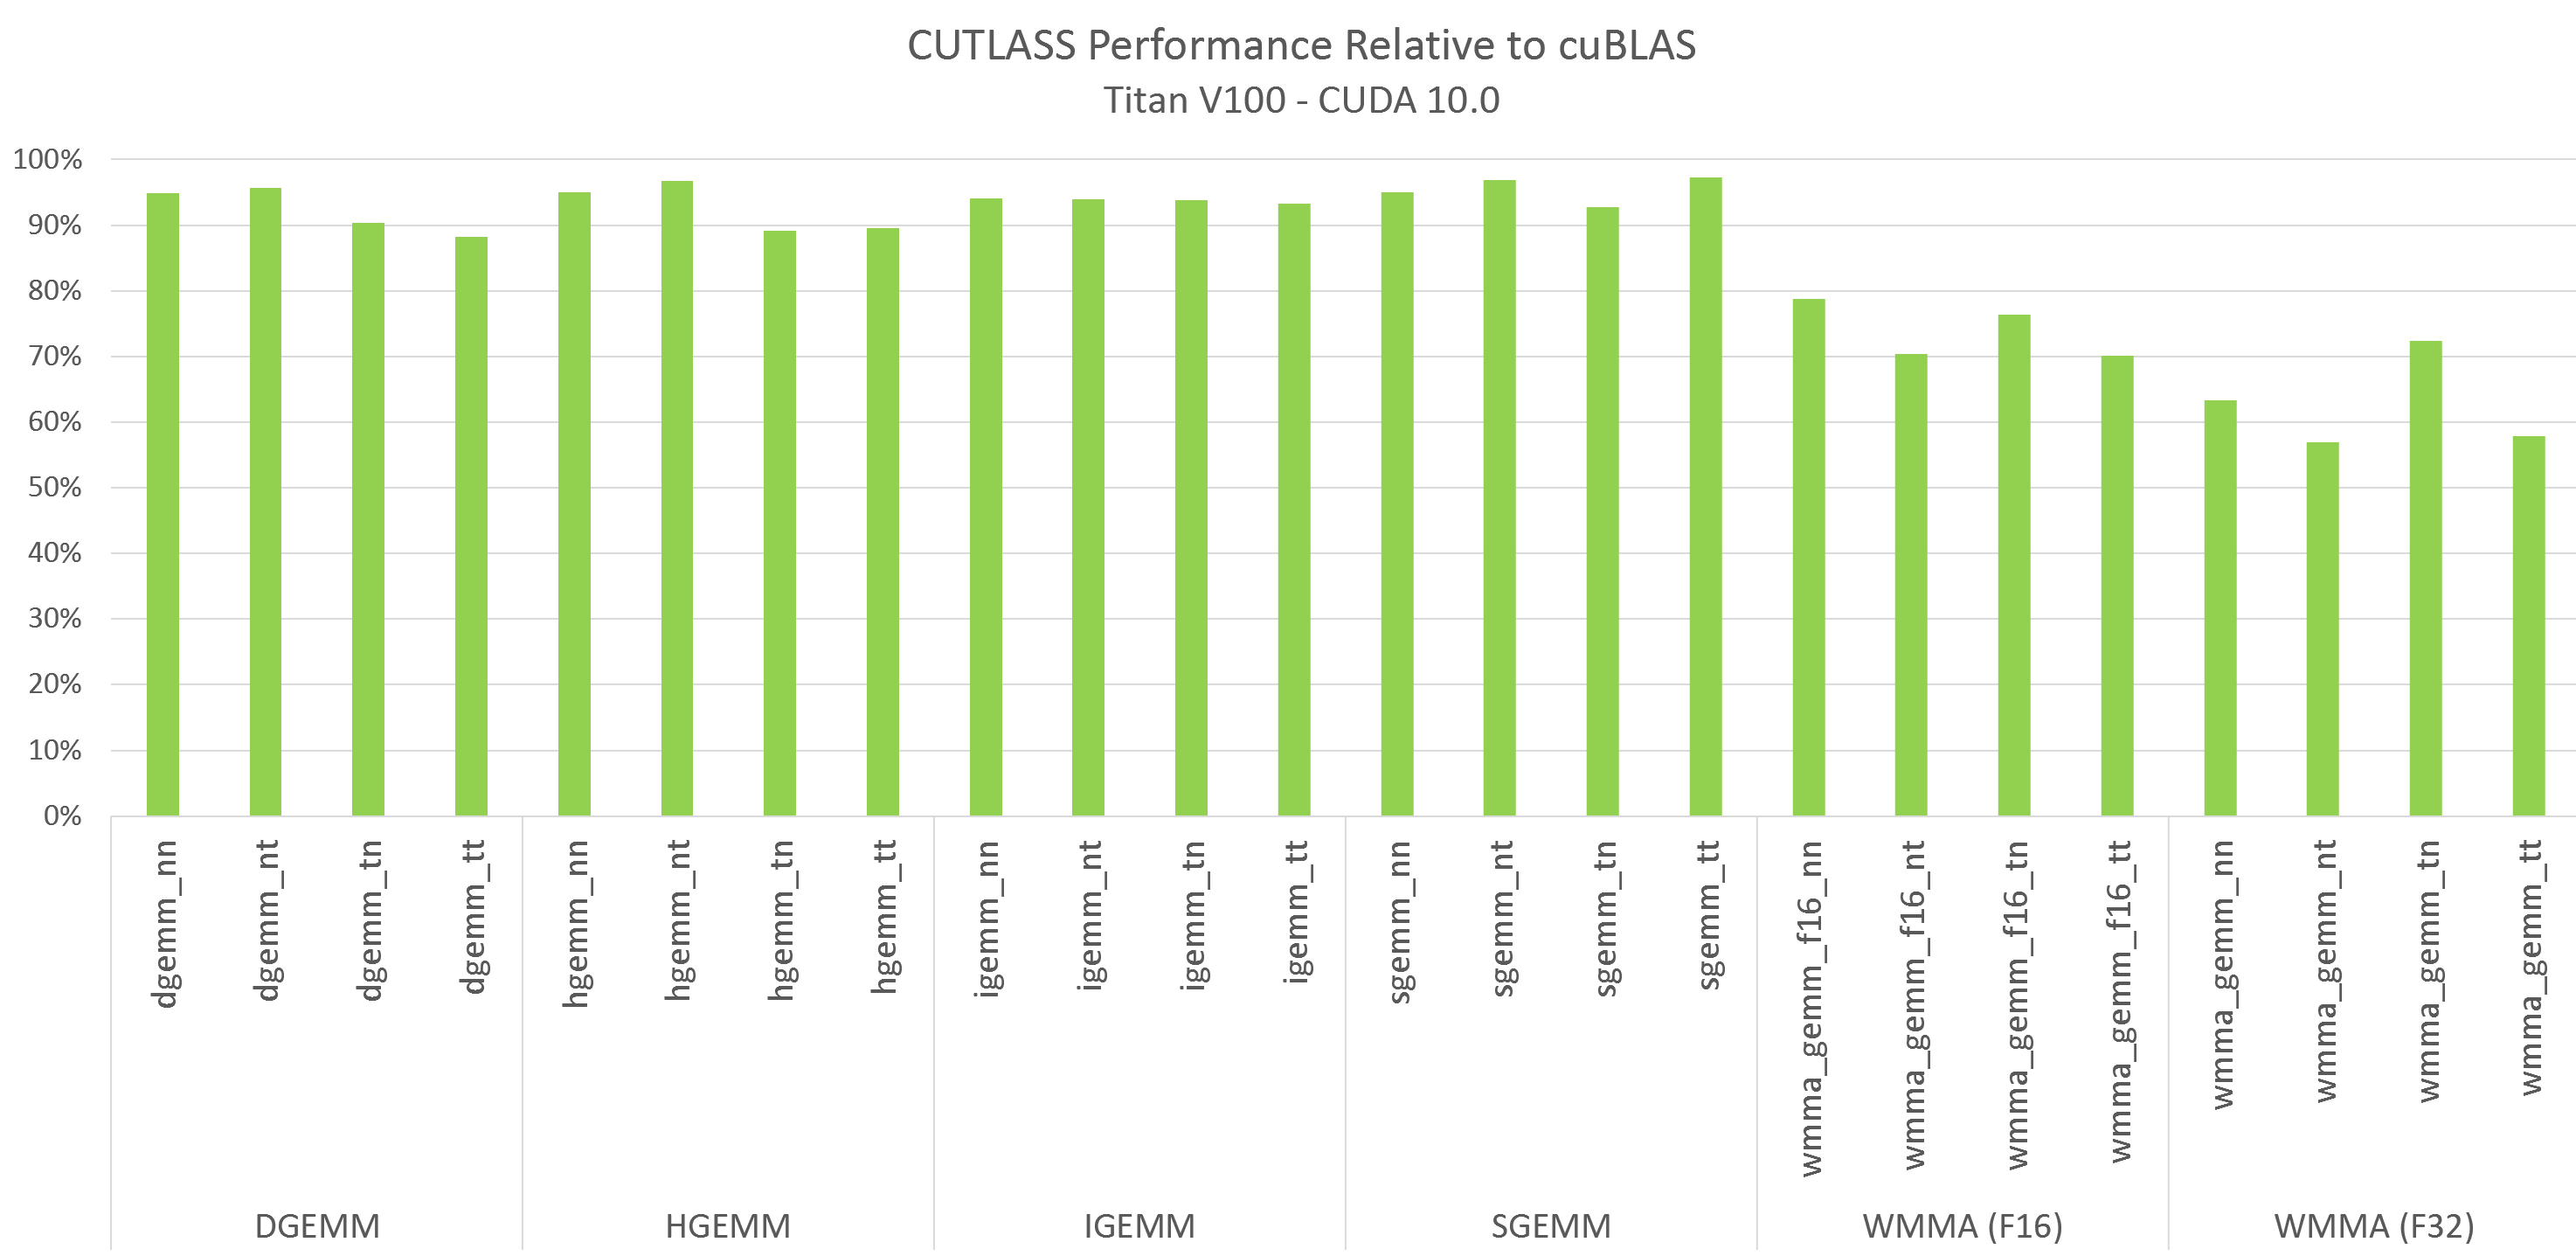 CUTLASS Performance Relative to cuBLAS
Titan V100 - CUDA 10.0
100%
90%
80%
70%
60%
50%
40%
30%
20%
10%
0%
dgemm_nn
dgemm_nt
dgemm_tn
dgemm_tt
hgemm_nn
hgemm_nt
hgemm_tn
hgemm_tt
igemm_nn
igemm_nt
igemm_tn
igemm_tt
sgemm_nn
sgemm_nt
sgemm_tn
sgemm_tt
wmma_gemm_f16_nn
wmma_gemm_f16_nt
wmma_gemm_f16_tn
wmma_gemm_f16_tt
wmma_gemm_nn
wmma_gemm_nt
wmma_gemm_tn
wmma_gemm_tt
DGEMM
HGEMM
IGEMM
SGEMM
WMMA (F16)
WMMA (F32)